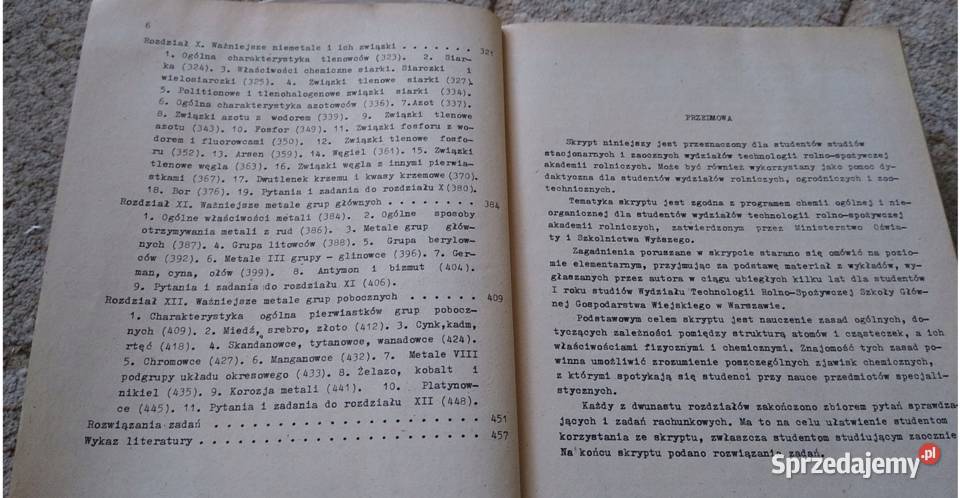 6
Rozdział X. Ważniejsze niemetale i ich związki . . . . . . . 321
1. Ogólna charakterystyka tlenowców (323). 2. Siar-
ka (324). 3. Właściwości chemiczne siarki. Siarczki i
wielosiarczki (325). 4. Związki tlenowe siarki (327).
5. Politionowe i tlenohalogenowe związki siarki (334).
6. Ogólna charakterystyka azotowców (336). 7.Azot (337).
8. Związki azotu z wodorem (339). 9. Związki tlenowe
azotu (343). 10. Fosfor (349). 11. Związki fosforu z wo-
dorem i fluorowcami (350). 12. Związki tlenowe fosfo-
ru (352). 13. Arsen (359). 14. Węgiel (361). 15. Związki
tlenowe węgla (363). 16. Związki węgla z innymi pierwia-
stkami (367). 17. Dwutlenek krzemu i kwasy krzemowe (370).
18. Bor (376). 19. Pytania i zadania do rozdziału X(380).
Rozdział XI. Ważniejsze metale grup głównych . . . . . . . 384
1. Ogólne właściwości metali (384). 2. Ogólne sposoby
otrzymywania metali z rud (386). 3. Metale grup głów-
nych (387). 4. Grupa litowców (388). 5. Grupa berylow-
ców (392). 6. Metale III grupy - glinowce (396). 7. Ger-
man, cyna, ołów (399). 8. Antymon i bizmut (404).
9. Pytania i zadania do rozdziału XI (406).
Rozdział XII. Ważniejsze metale grup pobocznych . . . . . . . 409
1. Charakterystyka ogólna pierwiastków grup pobocz-
nych (409). 2. Miedź, srebro, złoto (412). 3. Cynk,kadm,
rtęć (418). 4. Skandanowce, tytanowce, wanadowce (424).
5. Chromowce (427). 6. Manganowce (432). 7. Metale VIII
podgrupy układu okresowego (433). 8. Żelazo, kobalt i
nikiel (435). 9. Korozja metali (441). 10. Platynow-
ce (445). 11. Pytania i zadania do rozdziału XII (448).
Rozwiązania zadań . . . . . . . . . . . . . . . . . 451
Wykaz literatury . . . . . . . . . . . . . . . . . . 457
PRZEDMOWA
Skrypt niniejszy jest przeznaczony dla studentów studiów
stacjonarnych i zaocznych wydziałów technologii rolno-spożywczej
akademii rolniczych. Może być również wykorzystany jako pomoc dy-
daktyczna dla studentów wydziałów rolniczych, ogrodniczych i zoo-
technicznych.
Tematyka skryptu jest zgodna z programem chemii ogólnej i nie-
organicznej dla studentów wydziałów technologii rolno-spożywczej
akademii rolniczych, zatwierdzonym przez Ministerstwo Oświa-
ty i Szkolnictwa Wyższego.
Zagadnienia poruszane w skrypcie starano się omówić na pozio-
mie elementarnym, przyjmując za podstawę materiał z wykładów, wy-
głaszanych przez autora w ciągu ubiegłych kilku lat dla studentów
I roku studiów Wydziału Technologii Rolno-Spożywczej Szkoły Głów-
nej Gospodarstwa Wiejskiego w Warszawie.
Podstawowym celem skryptu jest nauczenie zasad ogólnych, do-
tyczących zależności pomiędzy strukturą atomów i cząsteczek, a ich
właściwościami fizycznymi i chemicznymi. Znajomość tych zasad po-
winna umożliwić zrozumienie poszczególnych zjawisk chemicznych,
z którymi spotykają się studenci przy nauce przedmiotów specjali-
stycznych.
Każdy z dwunastu rozdziałów zakończono zbiorem pytań sprawdza-
jących i zadań rachunkowych. Ma to na celu ułatwienie studentom
korzystania ze skryptu, zwłaszcza studentom studiującym zaocznie.
Na końcu skryptu podano rozwiązanie zadań.
Sprzedajemy.pl